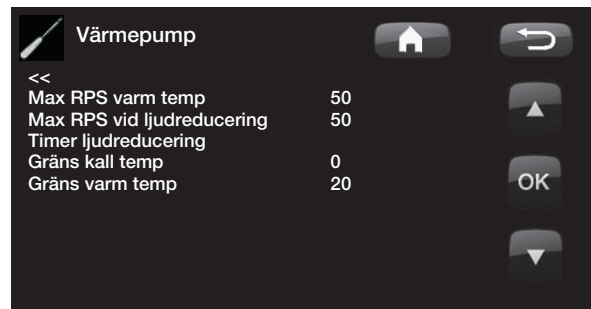 Värmepump
<<
Max RPS varm temp 50
Max RPS vid ljudreducering 50
Timer ljudreducering
Gräns kall temp 0
Gräns varm temp 20
OK